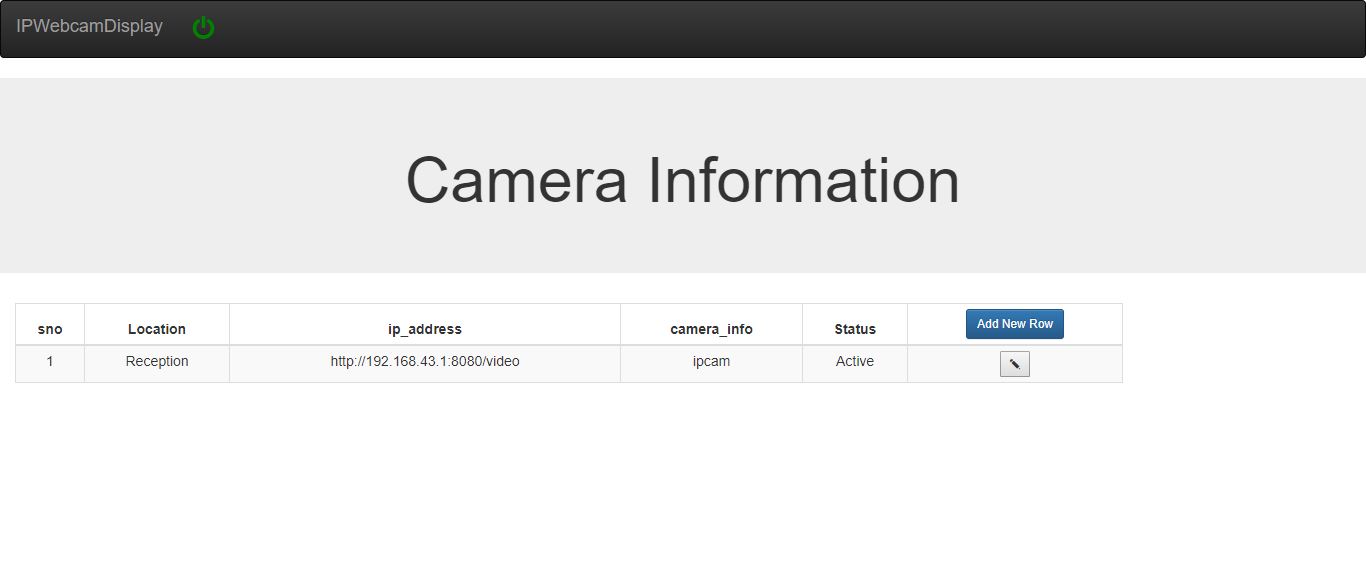 IPWebcamDisplay
Camera Information
sno Location ip_address camera_info Status Add New Row
1 Reception http://192.168.43.1:8080/video ipcam Active